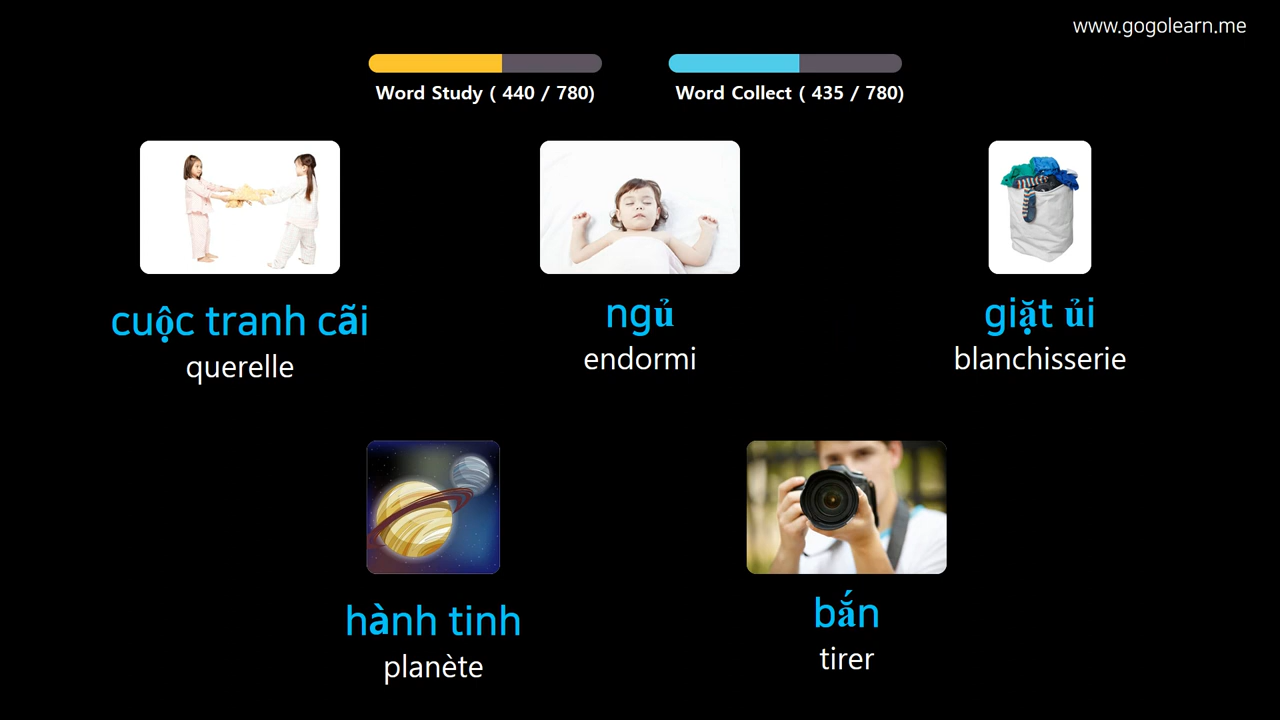 www.gogolearn.me
Word Study ( 440 / 780)
Word Collect ( 435 / 780)
cuộc tranh cãi
querelle
ngủ
endormi
giặt ủi
blanchisserie
hành tinh
planète
bắn
tirer